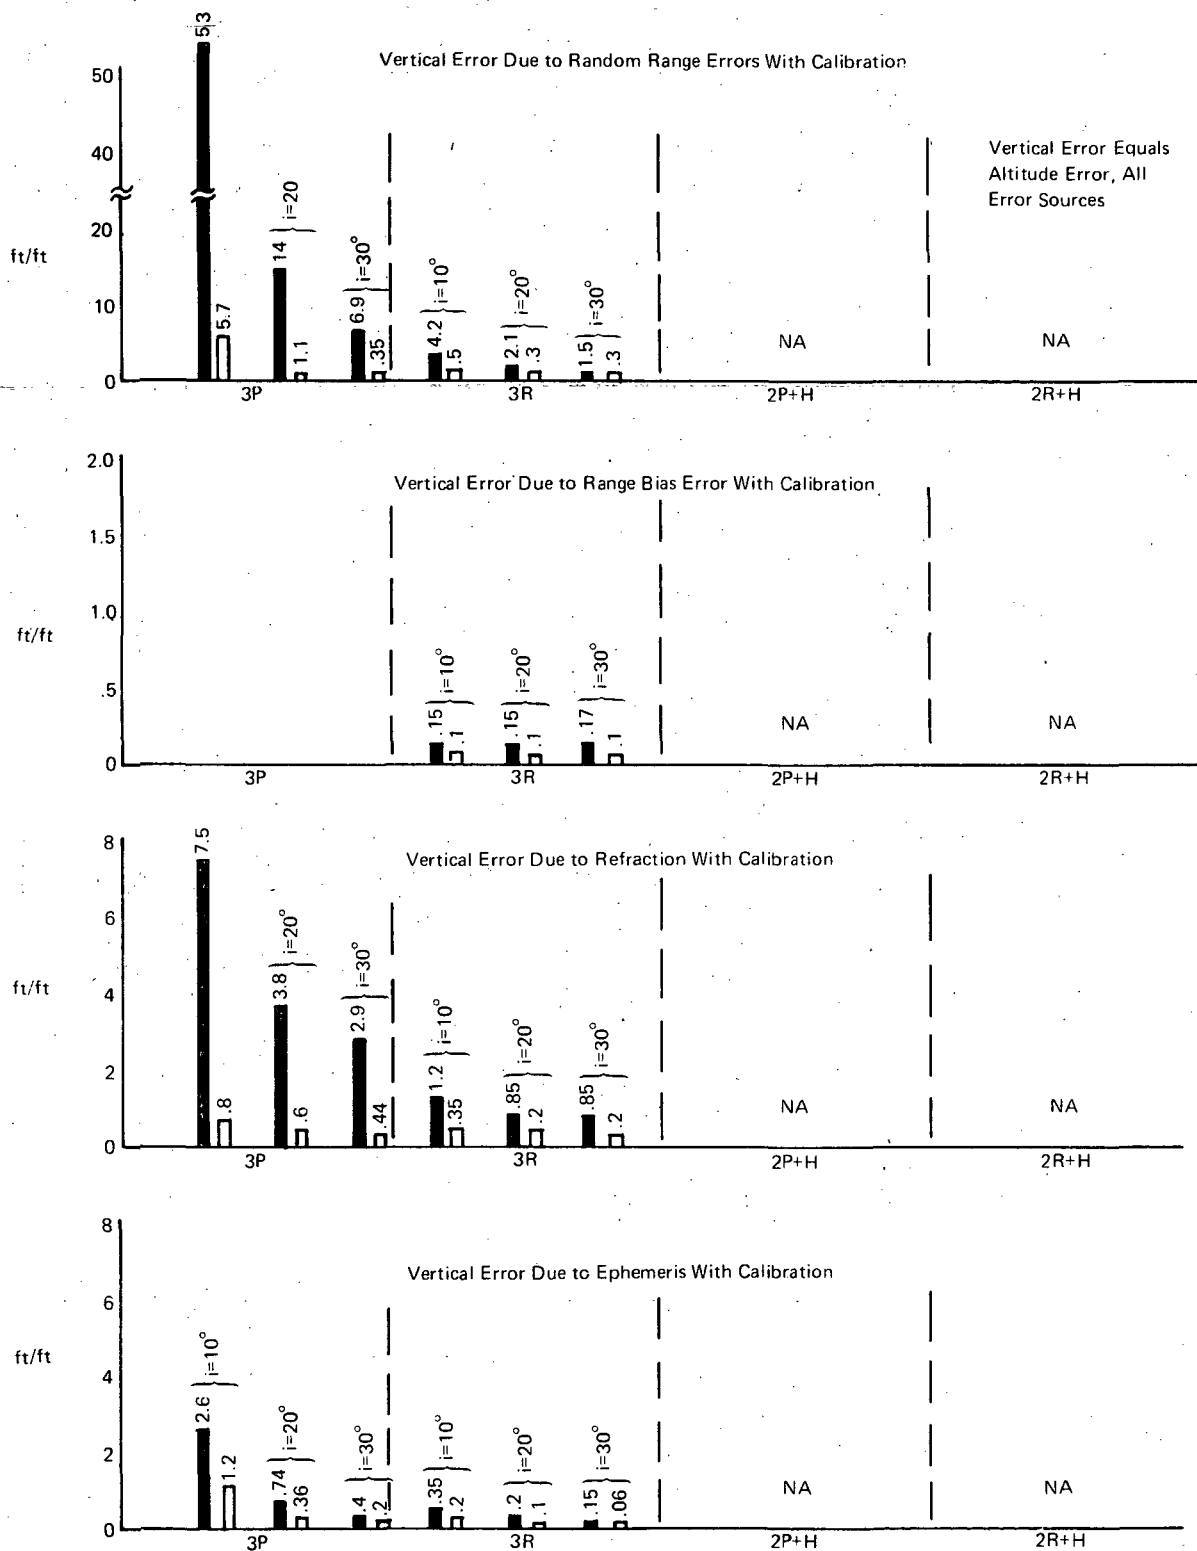 Vertical Error Due to Random Range Errors With Calibration
50
40
20
10
0
ft/ft
53
5.7
14
1.1
i=20
6.9
.35
i=30°
4.2
.5
i=10°
2.1
.3
i=20°
1.5
.3
i=30°
NA
Vertical Error Equals
Altitude Error, All
Error Sources
NA
3P
3R
2P+H
2R+H
Vertical Error Due to Range Bias Error With Calibration
2.0
1.5
1.0
.5
0
ft/ft
.15
.1
i=10°
.15
.1
i=20°
.17
.1
i=30°
NA
NA
3P
3R
2P+H
2R+H
Vertical Error Due to Refraction With Calibration
8
6
4
2
0
ft/ft
7.5
.8
3.8
.6
i=20°
2.9
.44
i=30°
1.2
.35
i=10°
.85
.2
i=20°
.85
.2
i=30°
NA
NA
3P
3R
2P+H
2R+H
Vertical Error Due to Ephemeris With Calibration
8
6
4
2
0
ft/ft
2.6
1.2
i=10°
.74
.36
i=20°
.4
.2
i=30°
.35
.2
i=10°
.2
.1
i=20°
.15
.06
i=30°
NA
NA
3P
3R
2P+H
2R+H